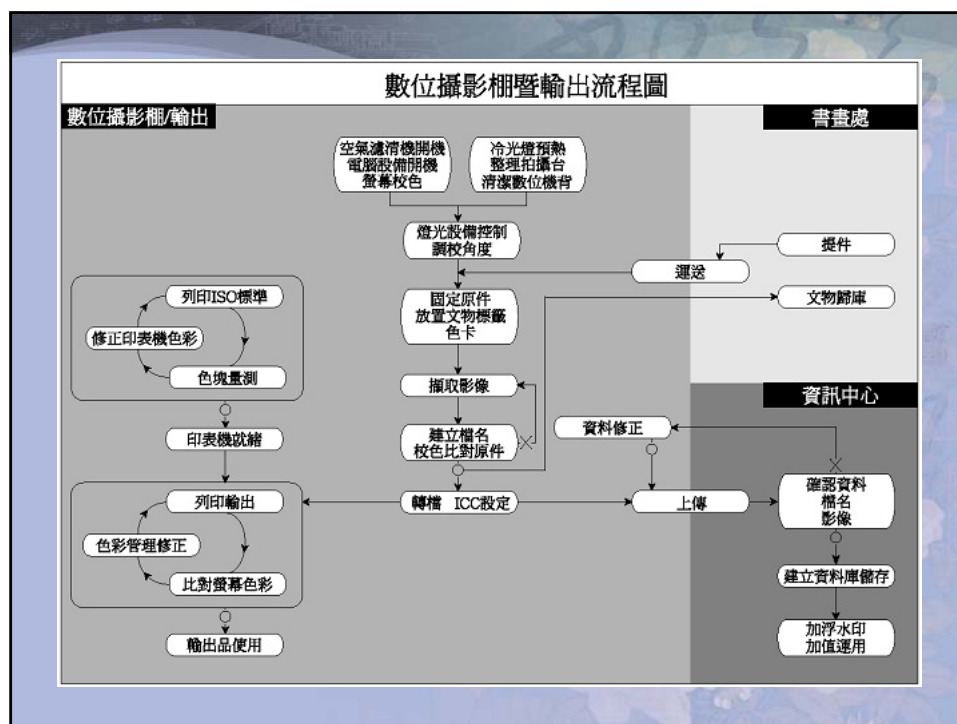 數位攝影棚暨輸出流程圖
數位攝影棚/輸出
書畫處
空氣濾清機開機
電腦設備開機
螢幕校色
冷光燈預熱
整理拍攝台
清潔數位機背
燈光設備控制
調校角度
提件
運送
文物歸庫
固定原件
放置文物標籤
色卡
列印ISO標準
修正印表機色彩
色塊量測
擷取影像
資訊中心
印表機就緒
建立檔名
校色比對原件
資料修正
列印輸出
轉檔 ICC設定
上傳
確認資料
檔名
影像
色彩管理修正
比對螢幕色彩
建立資料庫儲存
輸出品使用
加浮水印
加值運用